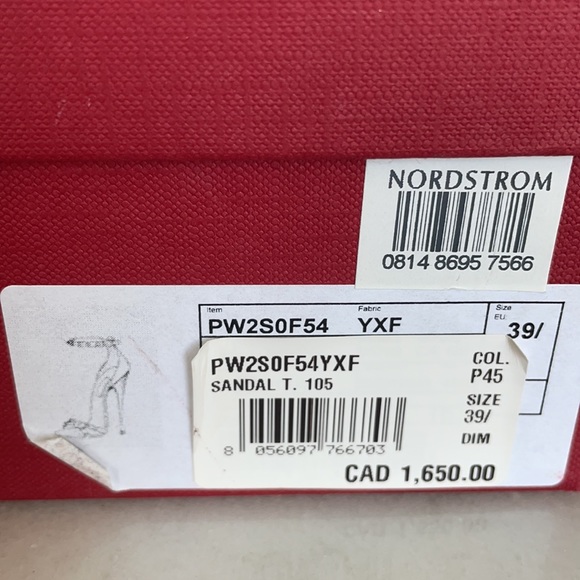 NORDSTROM
0814 8695 7566
Item
Fabric
Size
EU
PW2S0F54 YXF 39/
PW2S0F54YXF
SANDAL T. 105
COL.
P45
SIZE
39/
DIM
8 056097 766703
CAD 1,650.00